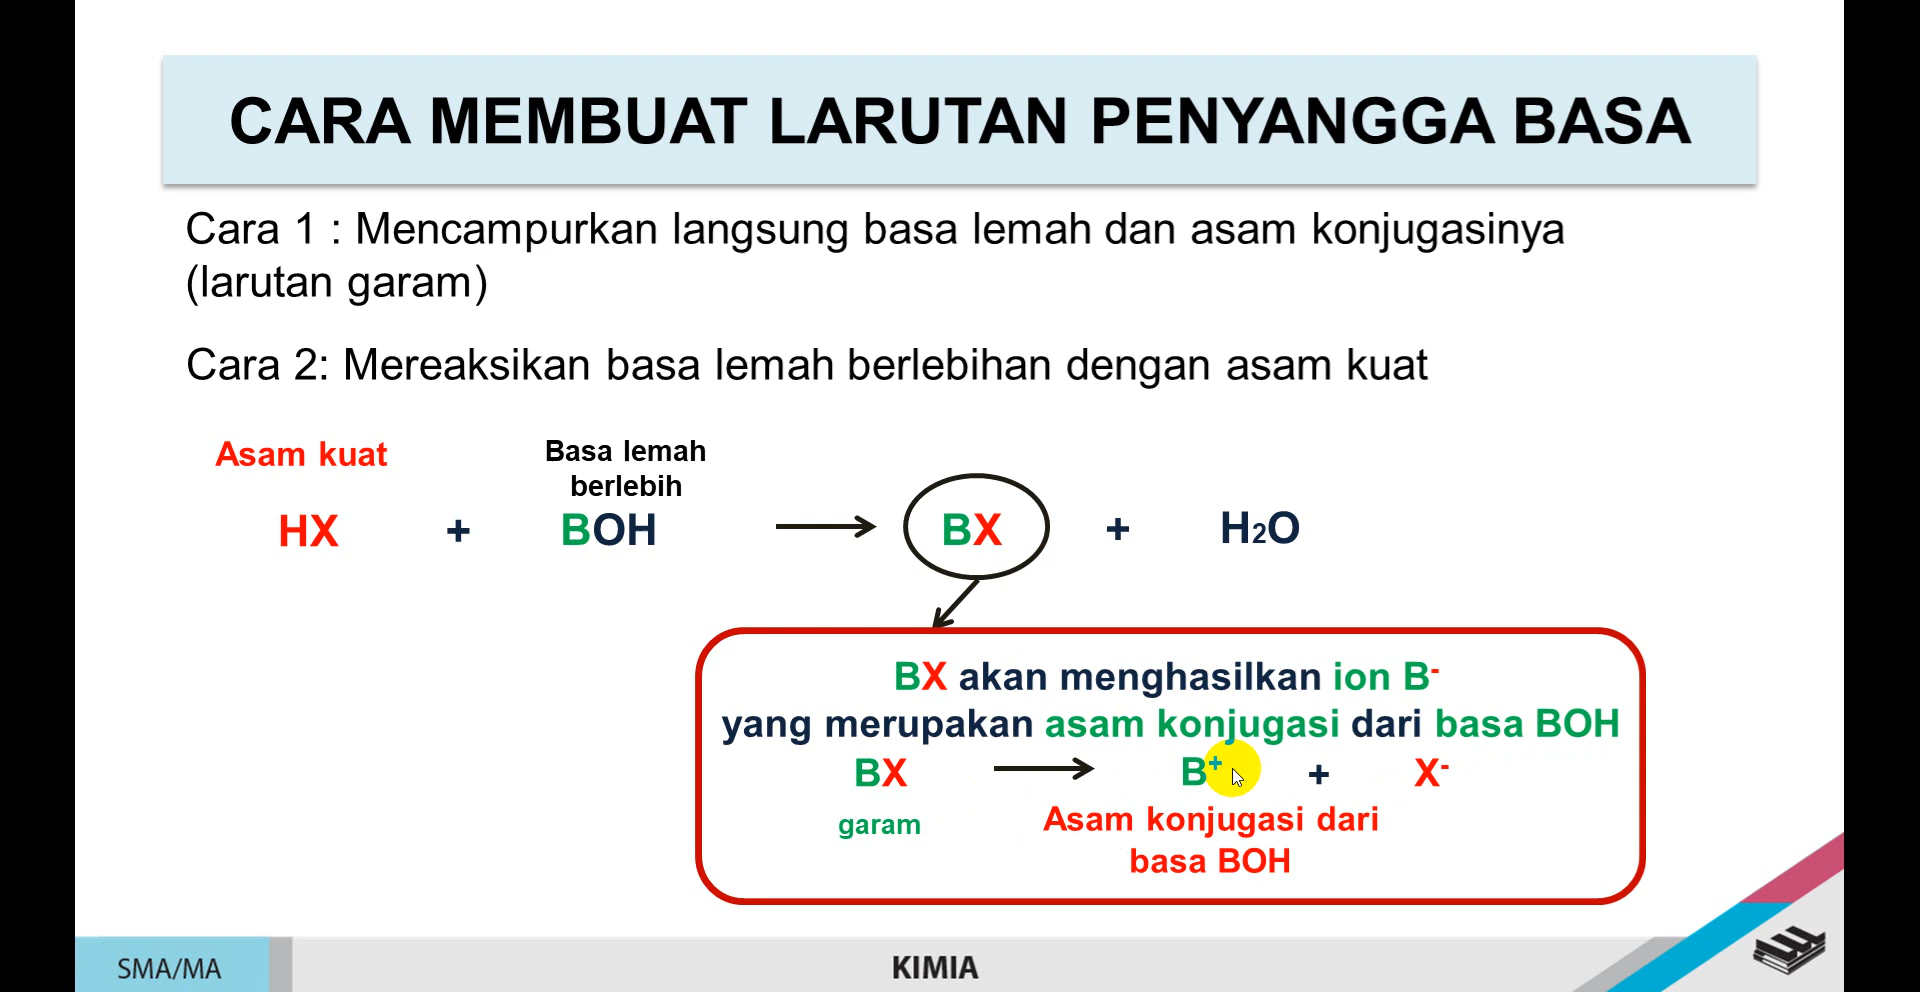 CARA MEMBUAT LARUTAN PENYANGGA BASA
Cara 1 : Mencampurkan langsung basa lemah dan asam konjugasinya
(larutan garam)
Cara 2: Mereaksikan basa lemah berlebihan dengan asam kuat
Asam kuat
Basa lemah
berlebih
HX + BOH BX + H₂O
BX akan menghasilkan ion B⁻
yang merupakan asam konjugasi dari basa BOH
BX B⁺ + X⁻
garam
Asam konjugasi dari
basa BOH
SMA/MA
KIMIA